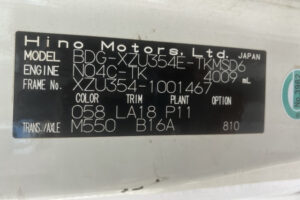 Hino Motors, Ltd. JAPAN
MODEL BDG-XZU354E-TKMSD6
ENGINE N04C-TK 4009 mL
FRAME No. XZU354-1001467
COLOR TRIM PLANT OPTION
058 LA18 P11
TRANS./AXLE M550 B16A 810